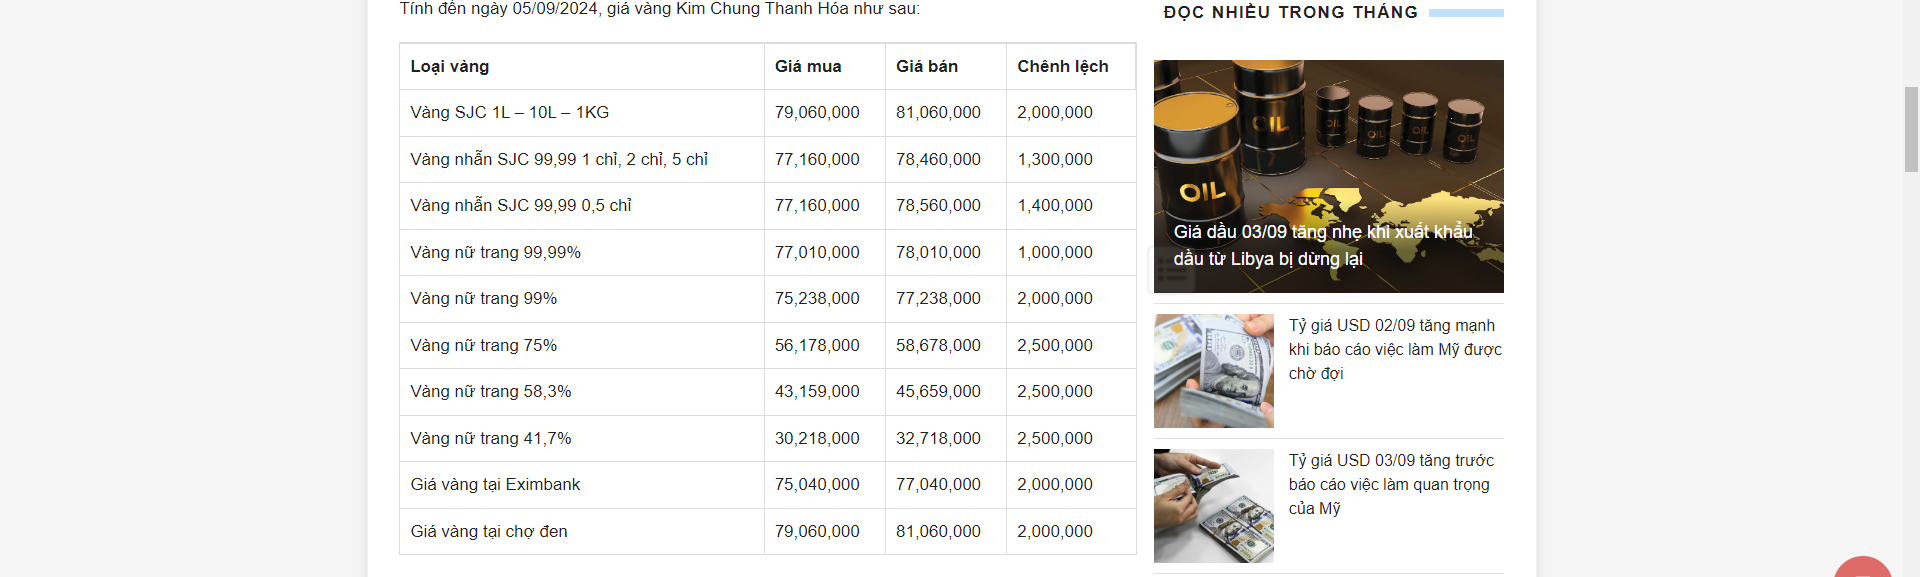 Tính đến ngày 05/09/2024, giá vàng Kim Chung Thanh Hóa như sau:
Loại vàng Giá mua Giá bán Chênh lệch
Vàng SJC 1L – 10L – 1KG 79,060,000 81,060,000 2,000,000
Vàng nhẫn SJC 99,99 1 chỉ, 2 chỉ, 5 chỉ 77,160,000 78,460,000 1,300,000
Vàng nhẫn SJC 99,99 0,5 chỉ 77,160,000 78,560,000 1,400,000
Vàng nữ trang 99,99% 77,010,000 78,010,000 1,000,000
Vàng nữ trang 99% 75,238,000 77,238,000 2,000,000
Vàng nữ trang 75% 56,178,000 58,678,000 2,500,000
Vàng nữ trang 58,3% 43,159,000 45,659,000 2,500,000
Vàng nữ trang 41,7% 30,218,000 32,718,000 2,500,000
Giá vàng tại Eximbank 75,040,000 77,040,000 2,000,000
Giá vàng tại chợ đen 79,060,000 81,060,000 2,000,000
ĐỌC NHIỀU TRONG THÁNG
OIL OIL OIL OIL OIL OIL
Giá dầu 03/09 tăng nhẹ khi xuất khẩu
dầu từ Libya bị dừng lại
Tỷ giá USD 02/09 tăng mạnh
khi báo cáo việc làm Mỹ được
chờ đợi
Tỷ giá USD 03/09 tăng trước
báo cáo việc làm quan trọng
của Mỹ